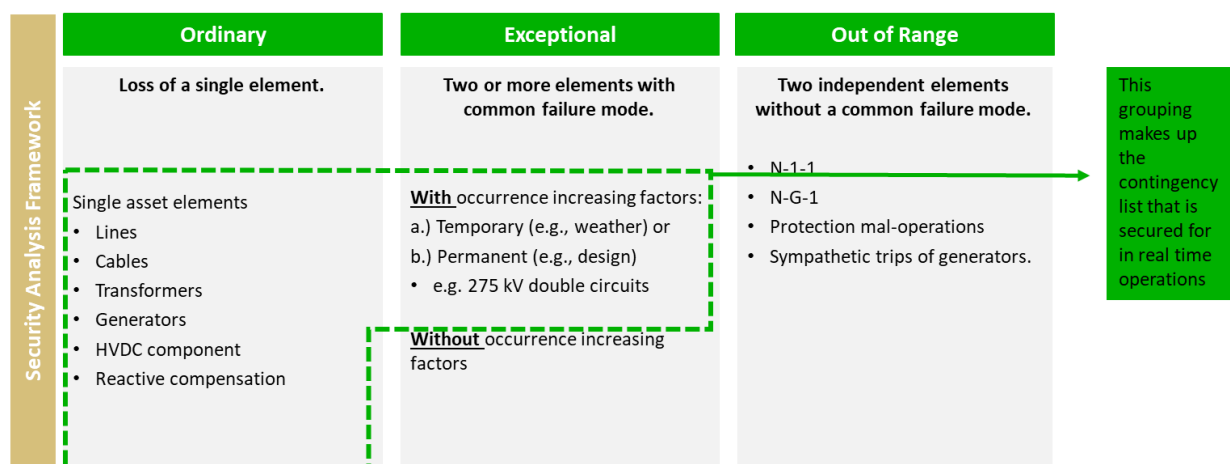 Security Analysis Framework
Ordinary
Loss of a single element.
Single asset elements
• Lines
• Cables
• Transformers
• Generators
• HVDC component
• Reactive compensation
Exceptional
Two or more elements with
common failure mode.
With occurrence increasing factors:
a.) Temporary (e.g., weather) or
b.) Permanent (e.g., design)
• e.g. 275 kV double circuits
Without occurrence increasing
factors
Out of Range
Two independent elements
without a common failure mode.
• N-1-1
• N-G-1
• Protection mal-operations
• Sympathetic trips of generators.
This
grouping
makes up
the
contingency
list that is
secured for
in real time
operations